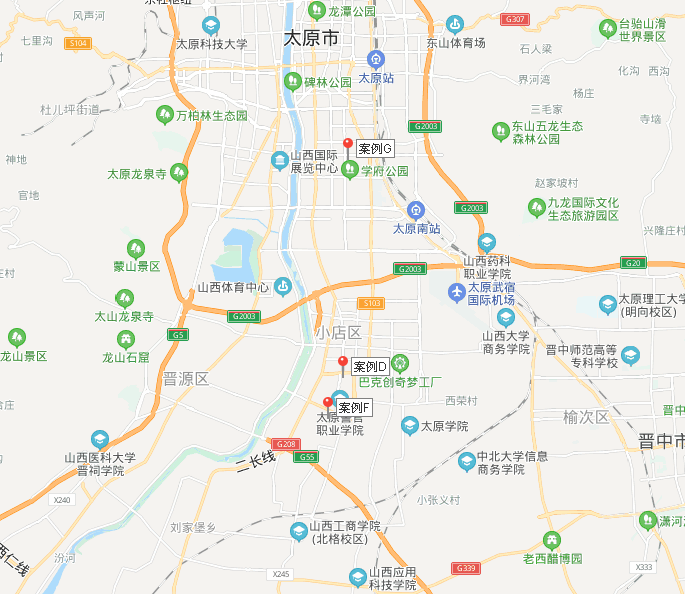 龙潭公园
风声河
七里沟
S104
太原科技大学
太原市
东山体育场
G307
台骀山滑
世界景区
石人梁
太原站
化沟
西沟
界河湾
杨庄
碑林公园
杜儿坪街道
万柏林生态园
G2003
三毛家
寺墙
东山五龙生态
森林公园
案例G
神地
山西国际
展览中心
学府公园
太原龙泉寺
官地
赵家坡村
G2003
九龙国际文化
生态旅游园区
太原南站
兴隆庄村
山西药科
职业学院
蒙山景区
G2003
G20
山西体育中心
太原武宿
国际机场
太山龙泉寺
S103
太原理工大学
(明向校区)
G2003
G5
小店区
山西大学
商务学院
龙山景区
龙山石窟
晋中师范高等
专科学校
案例D
晋源区
巴克创奇梦工厂
西荣村
案例F
太原警官
职业学院
榆次区
太原学院
晋中市
G208
G55
二长线
山西医科大学
晋祠学院
中北大学信息
商务学院
X240
小张义村
刘家堡乡
山西工商学院
(北格校区)
潇河
老西醋博园
汾河
西仁线
X245
山西应用
科技学院
G339
X333